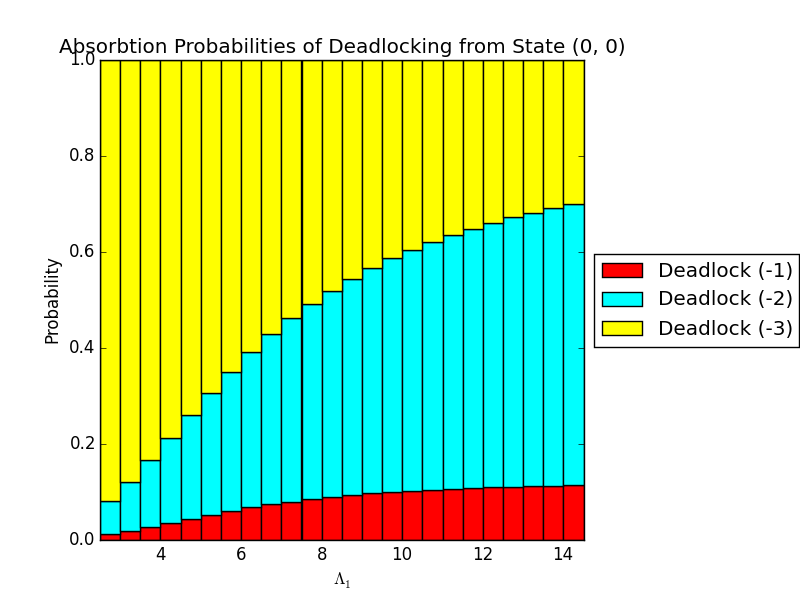 Absorbtion Probabilities of Deadlocking from State (0, 0)
1.0
0.8
0.6
0.4
0.2
0.0
Probability
4 6 8 10 12 14
Λ₁
Deadlock (-1)
Deadlock (-2)
Deadlock (-3)